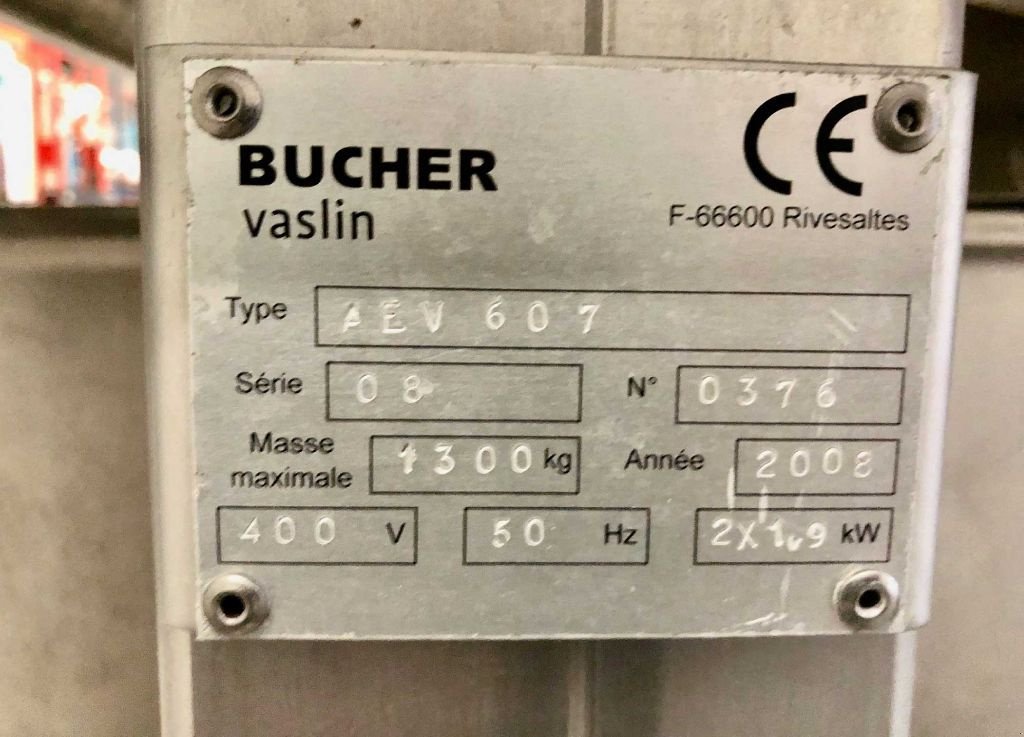 BUCHER
vaslin
CE
F-66600 Rivesaltes
Type AEV 607
Série 08 N° 0376
Masse maximale 1300 kg Année 2008
400 V 50 Hz 2X1,9 kW